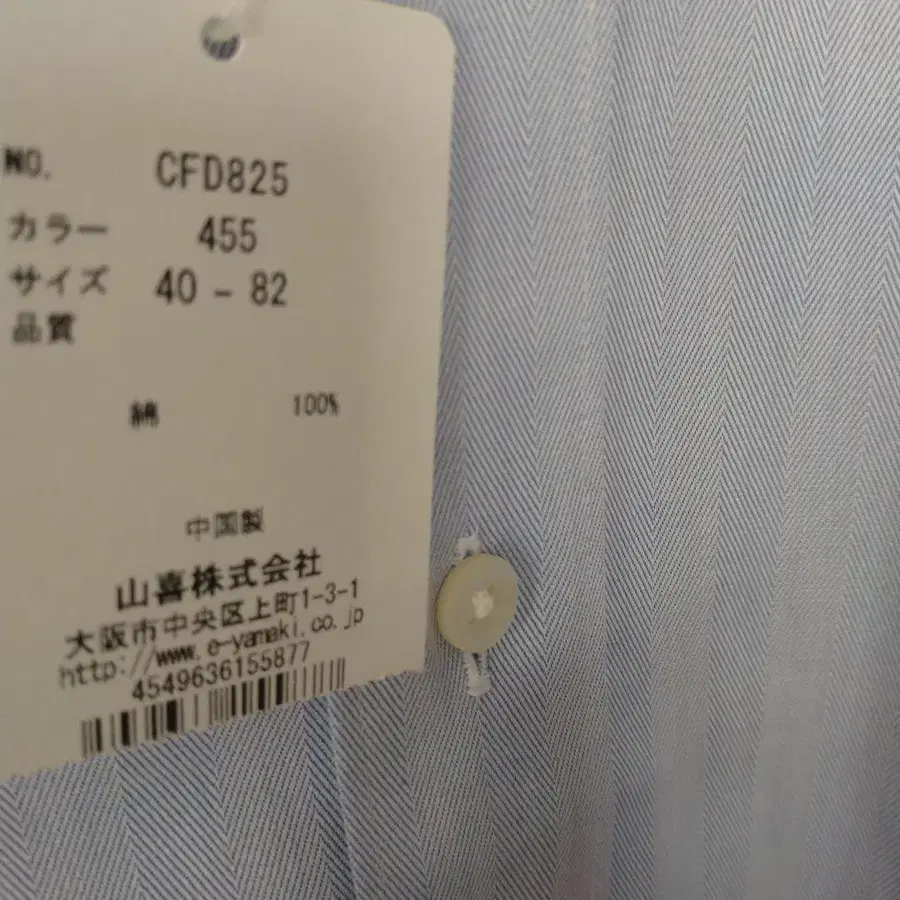 NO. CFD825
カラー 455
サイズ 40 - 82
品質
綿 100%
中国製
山喜株式会社
大阪市中央区上町1-3-1
http://www.e-yamaki.co.jp
4549636155877